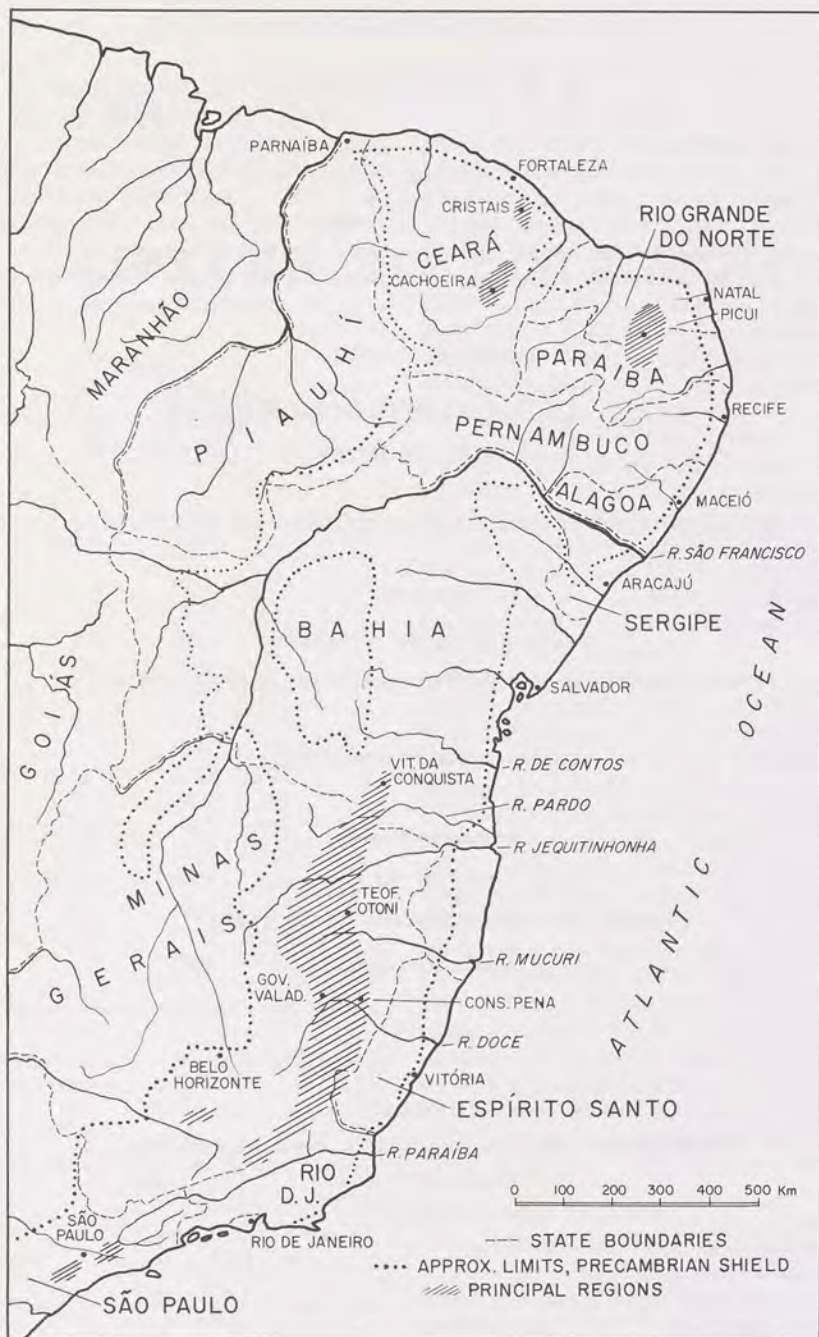 PARNAÍBA
FORTALEZA
CRISTAIS
RIO GRANDE
DO NORTE
CEARÁ
CACHOEIRA
NATAL
PICUI
MARANHÃO
PIAUHÍ
PARAIBA
RECIFE
PERNAMBUCO
ALAGOA
MACEIÓ
R. SÃO FRANCISCO
ARACAJÚ
SERGIPE
BAHIA
OCEAN
GOIÁS
SALVADOR
VIT. DA
CONQUISTA
R. DE CONTOS
R. PARDO
R. JEQUITINHONHA
MINAS
TEOF.
OTONI
ATLANTIC
GERAIS
R. MUCURI
GOV.
VALAD.
CONS. PENA
R. DOCE
BELO
HORIZONTE
VITÓRIA
ESPÍRITO SANTO
R. PARAÍBA
RIO
D. J.
0 100 200 300 400 500 Km
SÃO
PAULO
RIO DE JANEIRO
STATE BOUNDARIES
APPROX. LIMITS, PRECAMBRIAN SHIELD
PRINCIPAL REGIONS
SÃO PAULO